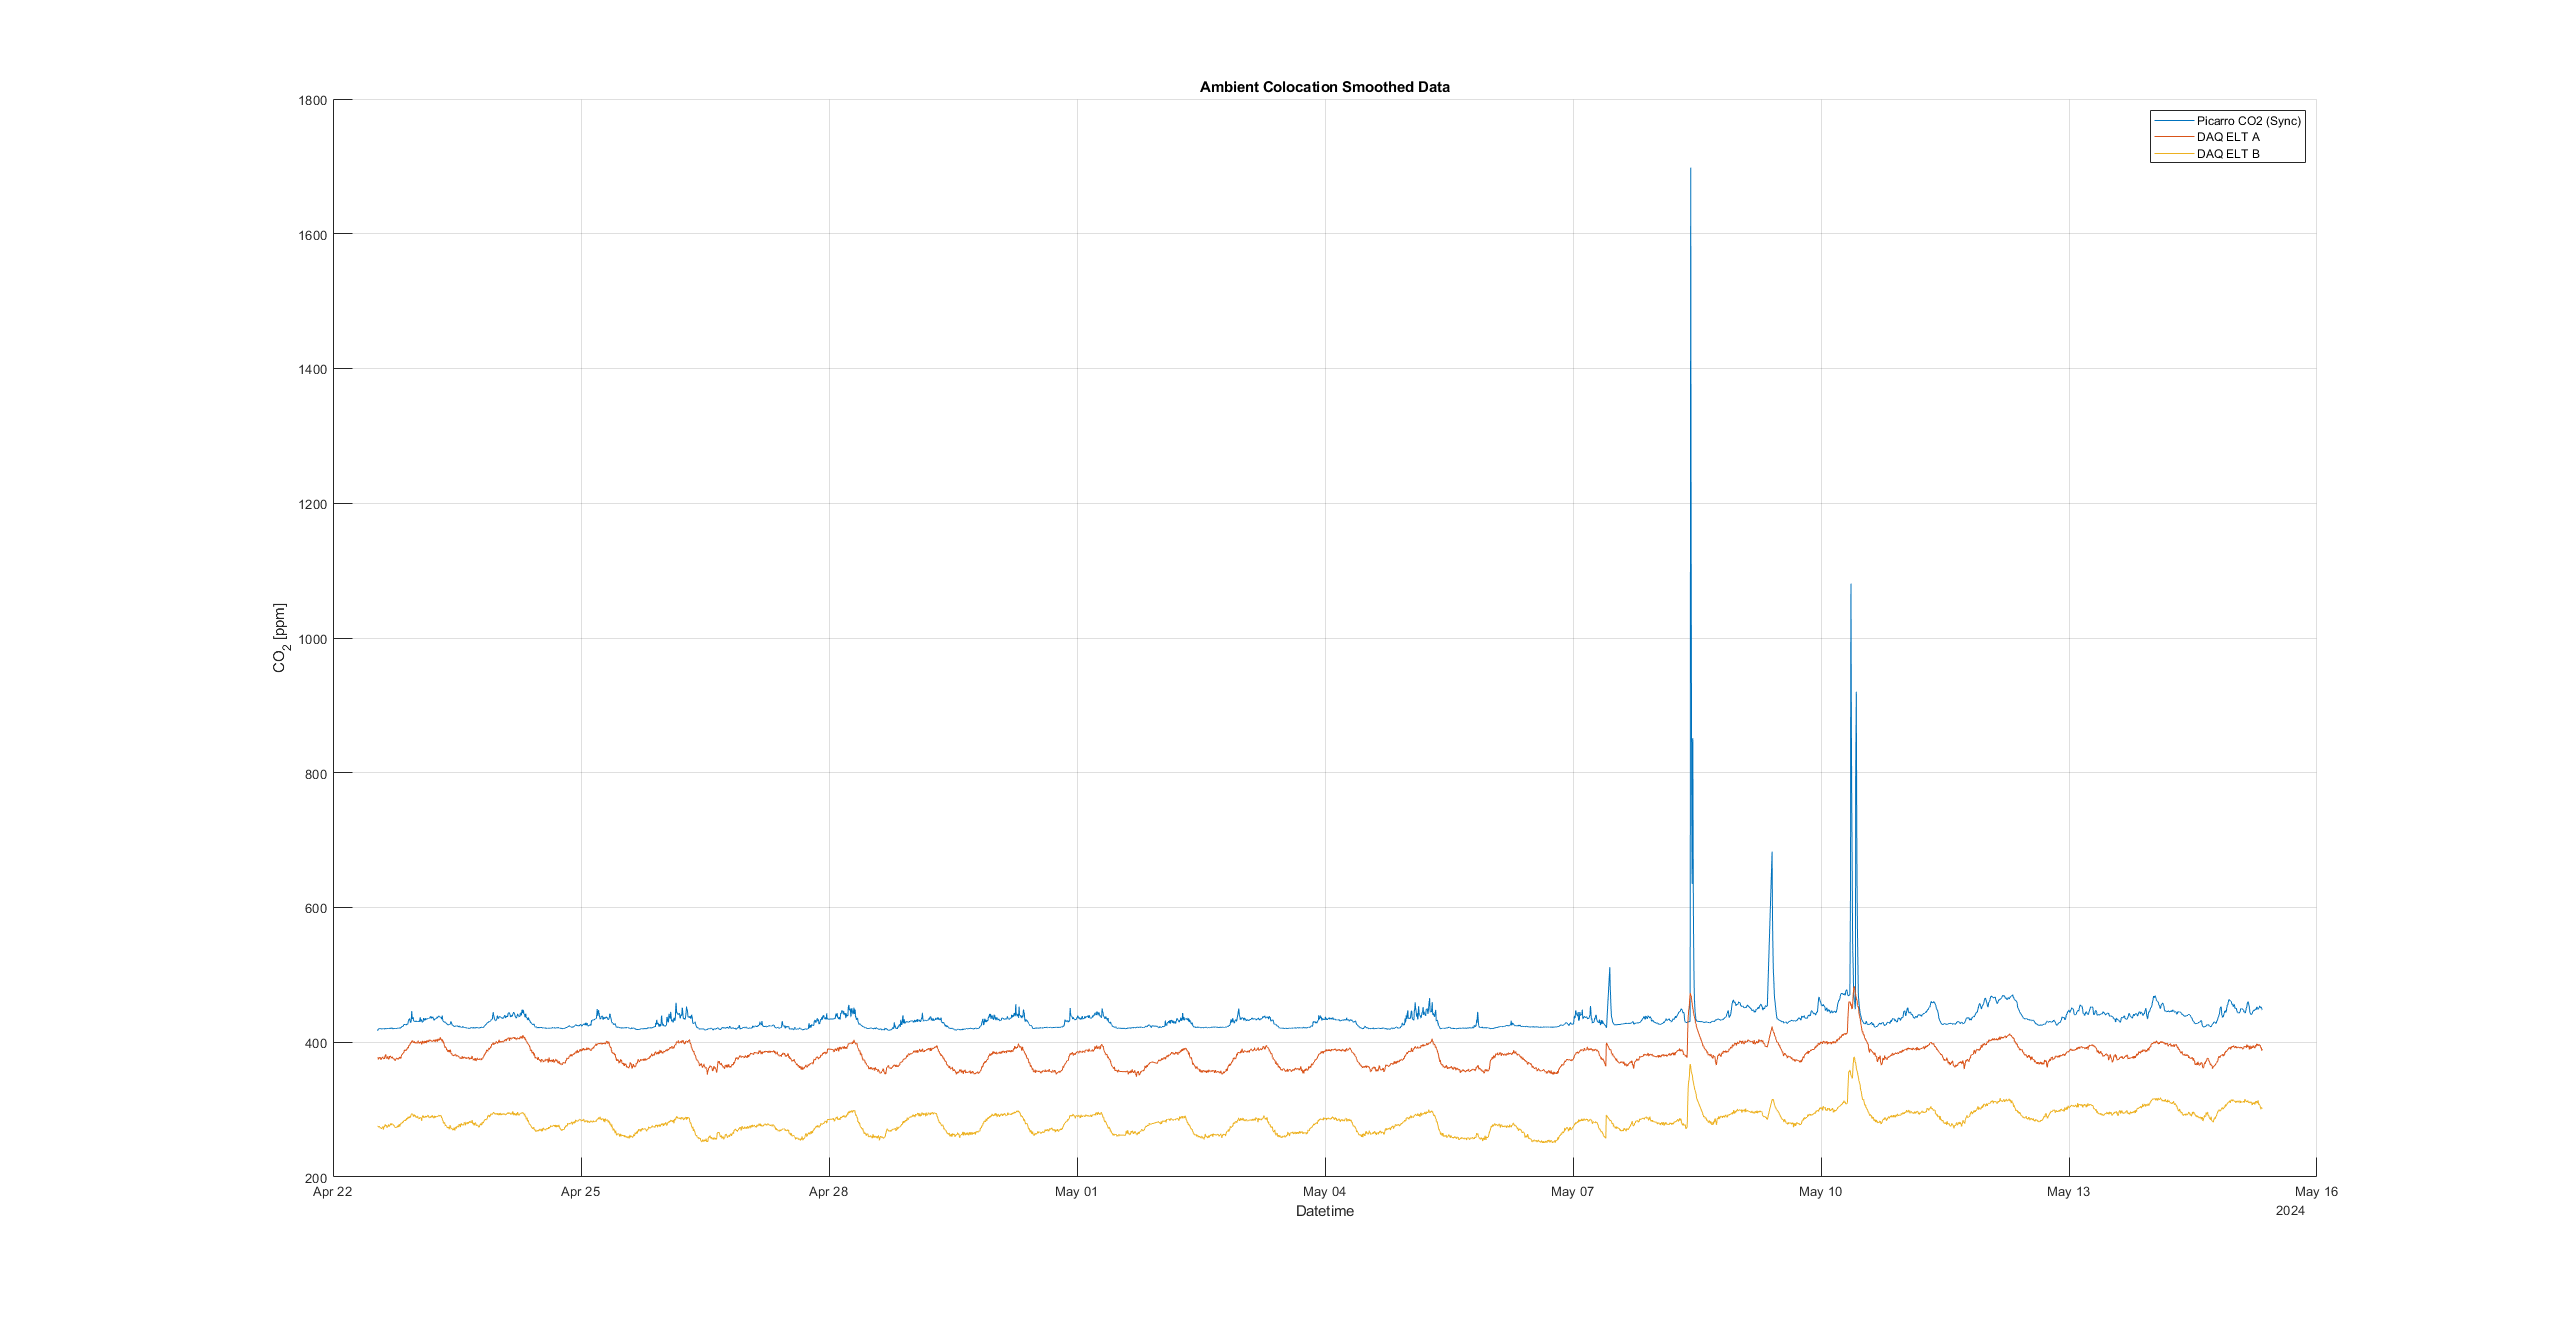 Ambient Colocation Smoothed Data
1800
1600
1400
1200
1000
800
600
400
200
CO2 [ppm]
Picarro CO2 (Sync)
DAQ ELT A
DAQ ELT B
Apr 22 Apr 25 Apr 28 May 01 May 04 May 07 May 10 May 13 May 16
Datetime
2024